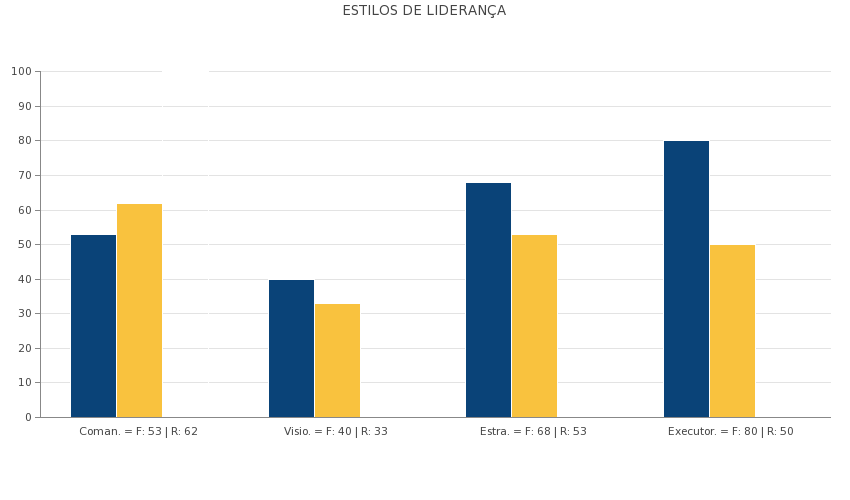 ESTILOS DE LIDERANÇA
100
90
80
70
60
50
40
30
20
10
0
Coman. = F: 53 | R: 62
Visio. = F: 40 | R: 33
Estra. = F: 68 | R: 53
Executor. = F: 80 | R: 50